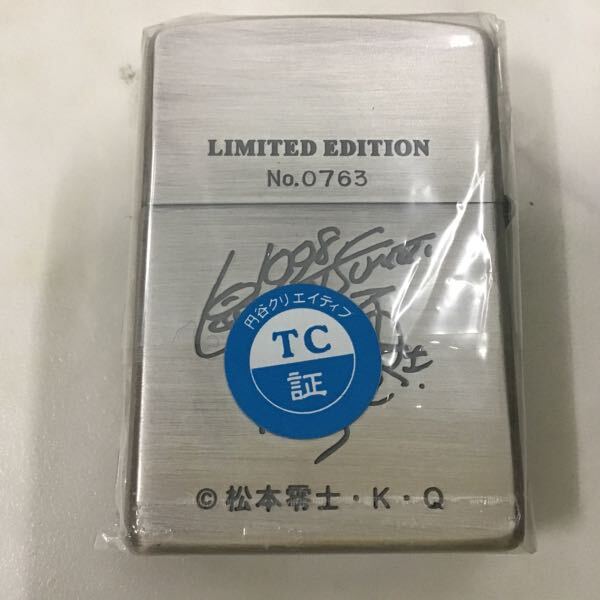 LIMITED EDITION
No.0763
1998
円谷クリエイティブ
TC
証
©松本零士・K・Q